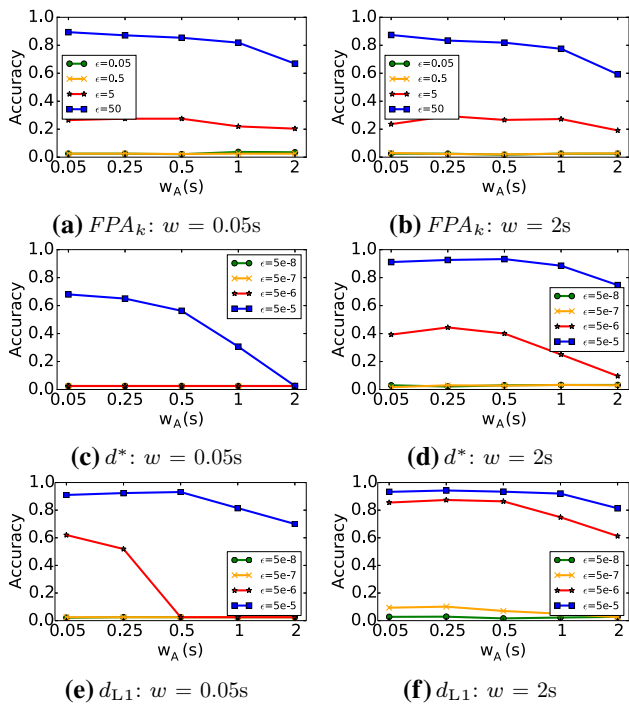 1.0
0.8
0.6
0.4
0.2
0.0
Accuracy
ϵ=0.05
ϵ=0.5
ϵ=5
ϵ=50
0.05 0.25 0.5 1 2
w_A(s)
(a) FPA_k: w = 0.05s
1.0
0.8
0.6
0.4
0.2
0.0
Accuracy
ϵ=0.05
ϵ=0.5
ϵ=5
ϵ=50
0.05 0.25 0.5 1 2
w_A(s)
(b) FPA_k: w = 2s
1.0
0.8
0.6
0.4
0.2
0.0
Accuracy
ϵ=5e-8
ϵ=5e-7
ϵ=5e-6
ϵ=5e-5
0.05 0.25 0.5 1 2
w_A(s)
(c) d*: w = 0.05s
1.0
0.8
0.6
0.4
0.2
0.0
Accuracy
ϵ=5e-8
ϵ=5e-7
ϵ=5e-6
ϵ=5e-5
0.05 0.25 0.5 1 2
w_A(s)
(d) d*: w = 2s
1.0
0.8
0.6
0.4
0.2
0.0
Accuracy
ϵ=5e-8
ϵ=5e-7
ϵ=5e-6
ϵ=5e-5
0.05 0.25 0.5 1 2
w_A(s)
(e) d_L1: w = 0.05s
1.0
0.8
0.6
0.4
0.2
0.0
Accuracy
ϵ=5e-8
ϵ=5e-7
ϵ=5e-6
ϵ=5e-5
0.05 0.25 0.5 1 2
w_A(s)
(f) d_L1: w = 2s